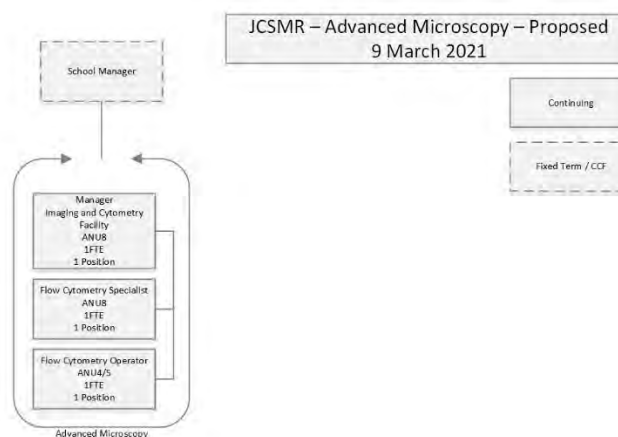 JCSMR – Advanced Microscopy – Proposed
9 March 2021
School Manager
Continuing
Fixed Term / CCF
Manager
Imaging and Cytometry
Facility
ANU8
1FTE
1 Position
Flow Cytometry Specialist
ANU8
1FTE
1 Position
Flow Cytometry Operator
ANU4/5
1FTE
1 Position
Advanced Microscopy